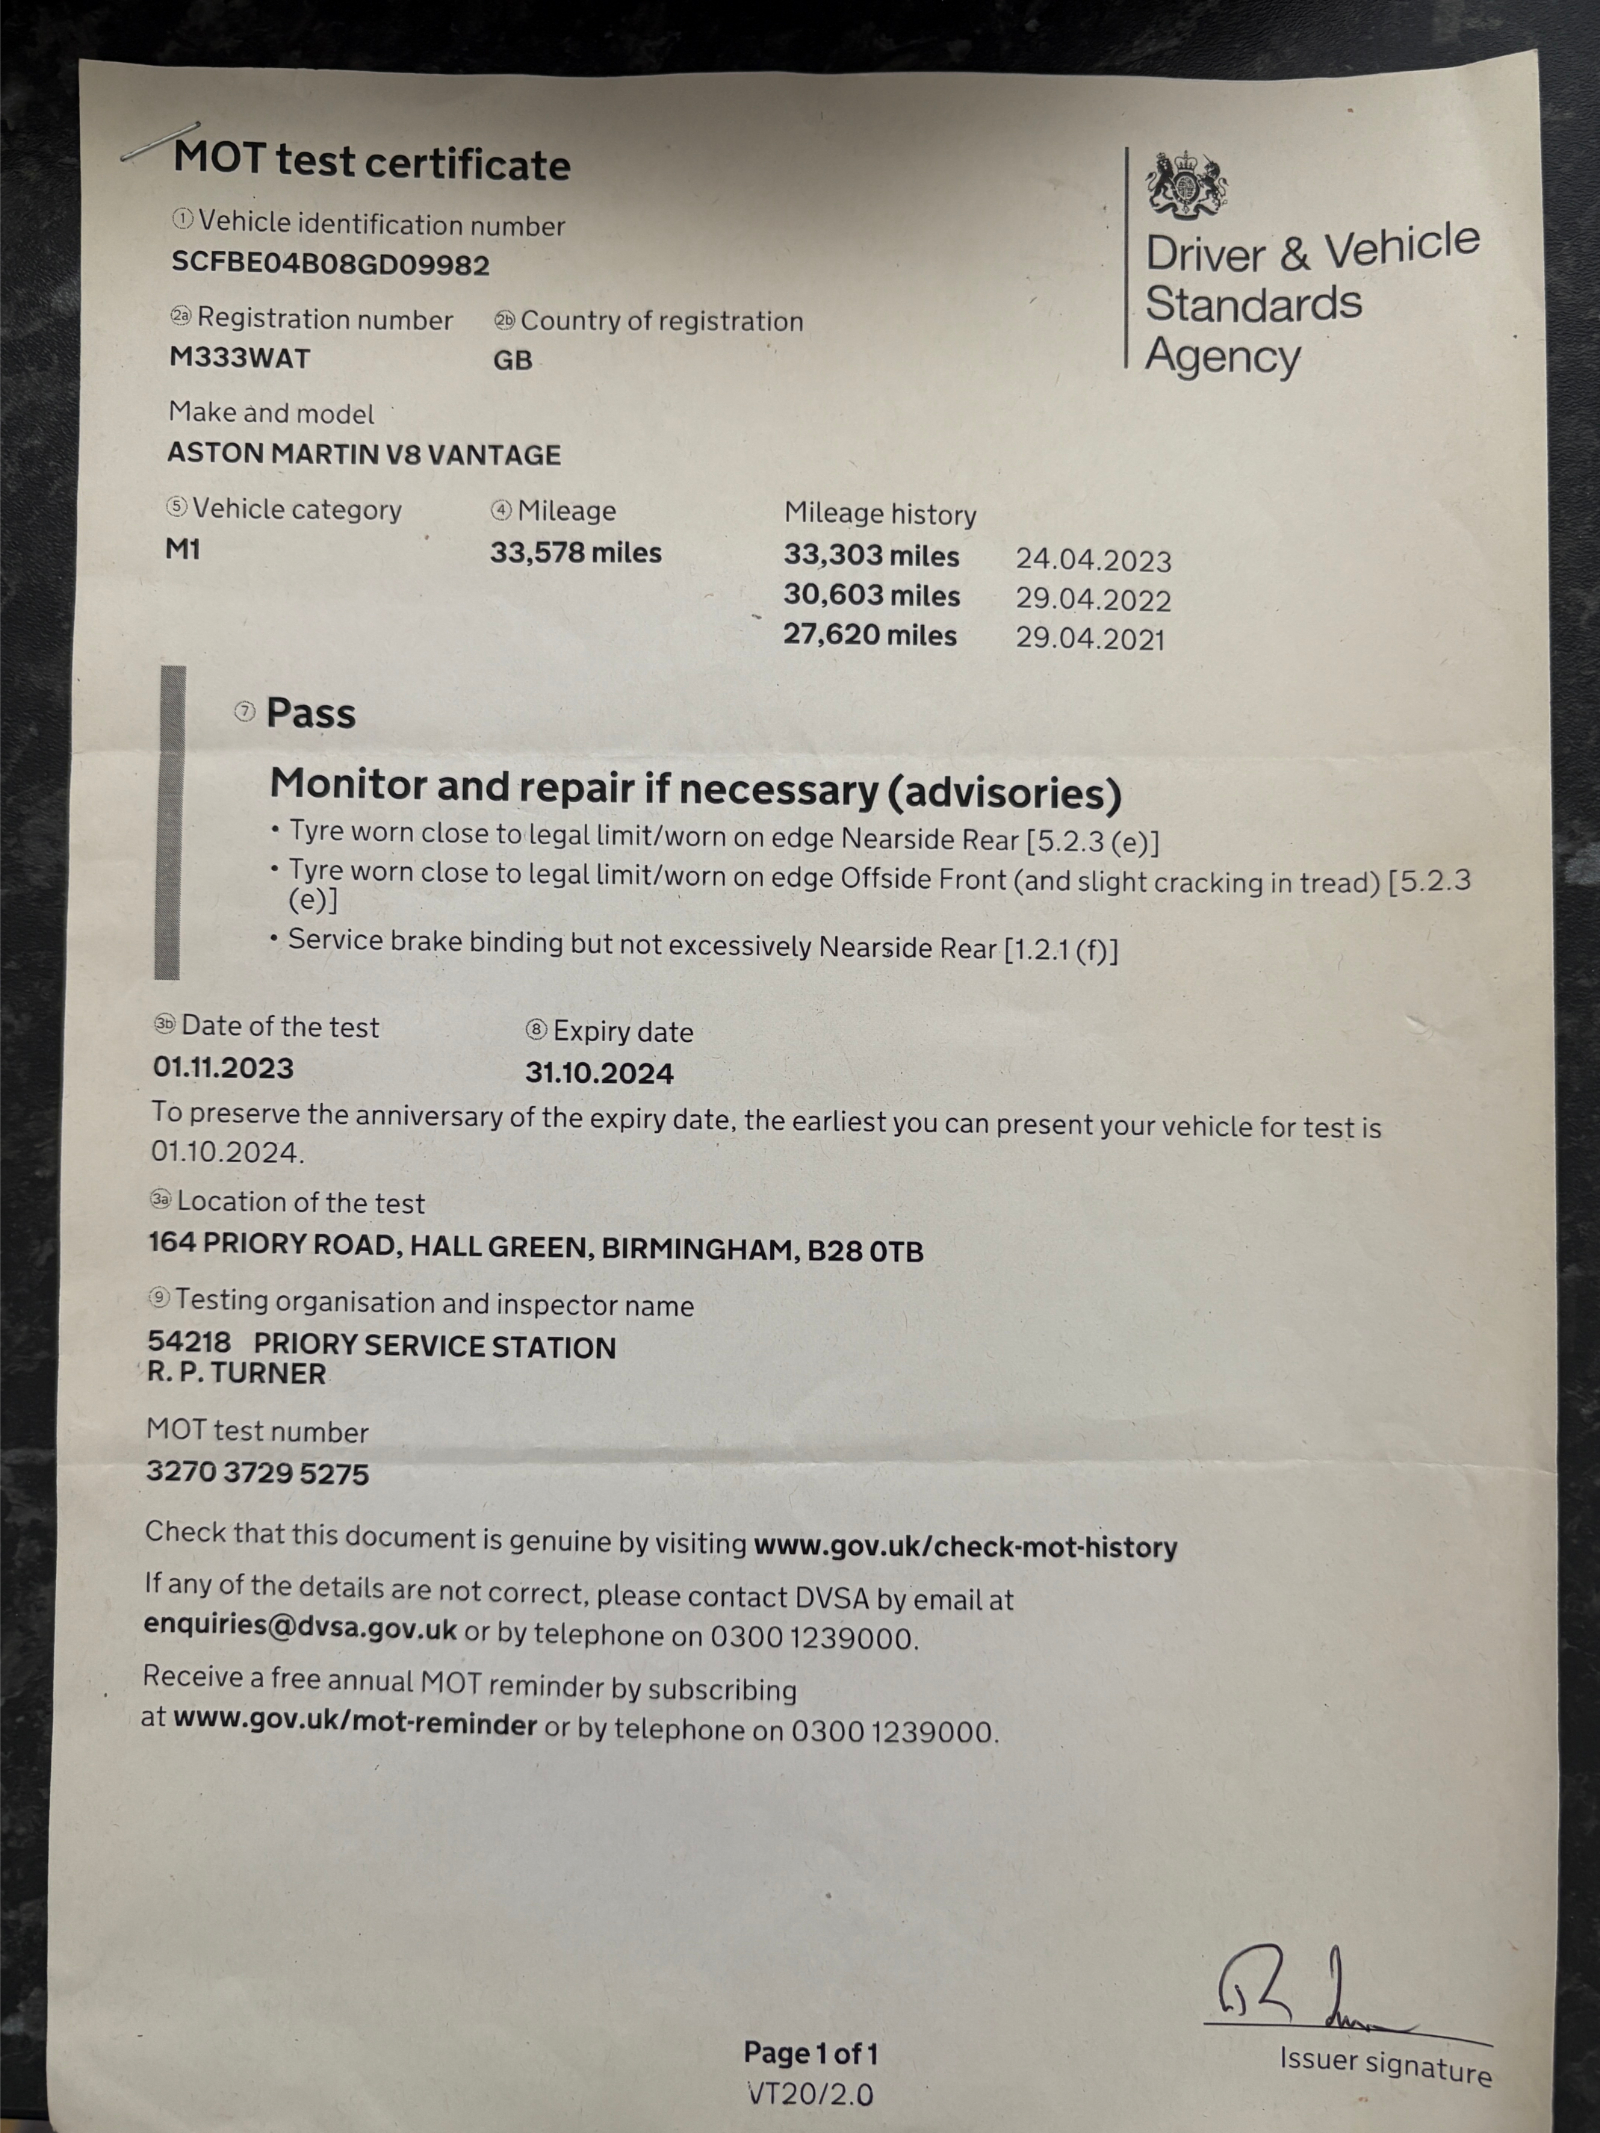 MOT test certificate
Driver & Vehicle
Standards
Agency
1 Vehicle identification number
SCFBE04B08GD09982
2a Registration number 2b Country of registration
M333WAT GB
Make and model
ASTON MARTIN V8 VANTAGE
5 Vehicle category 4 Mileage Mileage history
M1 33,578 miles 33,303 miles 24.04.2023
30,603 miles 29.04.2022
27,620 miles 29.04.2021
7 Pass
Monitor and repair if necessary (advisories)
• Tyre worn close to legal limit/worn on edge Nearside Rear [5.2.3 (e)]
• Tyre worn close to legal limit/worn on edge Offside Front (and slight cracking in tread) [5.2.3
(e)]
• Service brake binding but not excessively Nearside Rear [1.2.1 (f)]
3b Date of the test 8 Expiry date
01.11.2023 31.10.2024
To preserve the anniversary of the expiry date, the earliest you can present your vehicle for test is
01.10.2024.
3a Location of the test
164 PRIORY ROAD, HALL GREEN, BIRMINGHAM, B28 0TB
9 Testing organisation and inspector name
54218 PRIORY SERVICE STATION
R. P. TURNER
MOT test number
3270 3729 5275
Check that this document is genuine by visiting www.gov.uk/check-mot-history
If any of the details are not correct, please contact DVSA by email at
enquiries@dvsa.gov.uk or by telephone on 0300 1239000.
Receive a free annual MOT reminder by subscribing
at www.gov.uk/mot-reminder or by telephone on 0300 1239000.
Issuer signature
Page 1 of 1
VT20/2.0